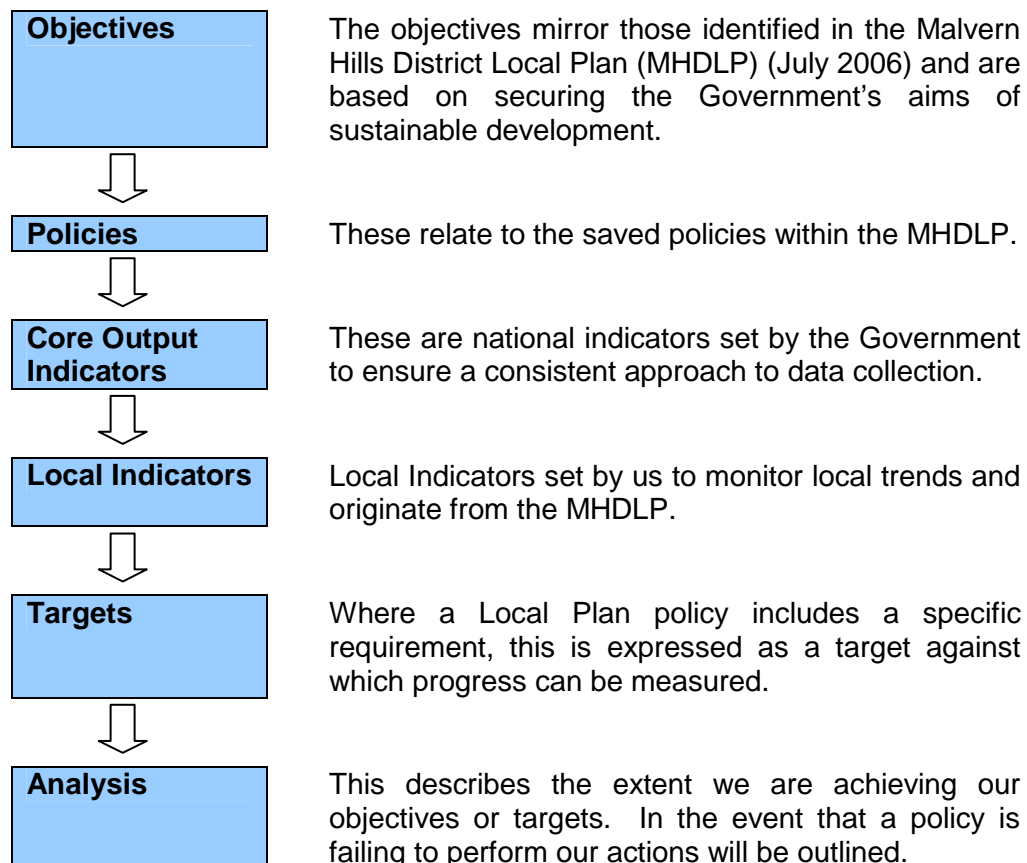 Objectives
The objectives mirror those identified in the Malvern
Hills District Local Plan (MHDLP) (July 2006) and are
based on securing the Government's aims of
sustainable development.
Policies
These relate to the saved policies within the MHDLP.
Core Output
Indicators
These are national indicators set by the Government
to ensure a consistent approach to data collection.
Local Indicators
Local Indicators set by us to monitor local trends and
originate from the MHDLP.
Targets
Where a Local Plan policy includes a specific
requirement, this is expressed as a target against
which progress can be measured.
Analysis
This describes the extent we are achieving our
objectives or targets. In the event that a policy is
failing to perform our actions will be outlined.